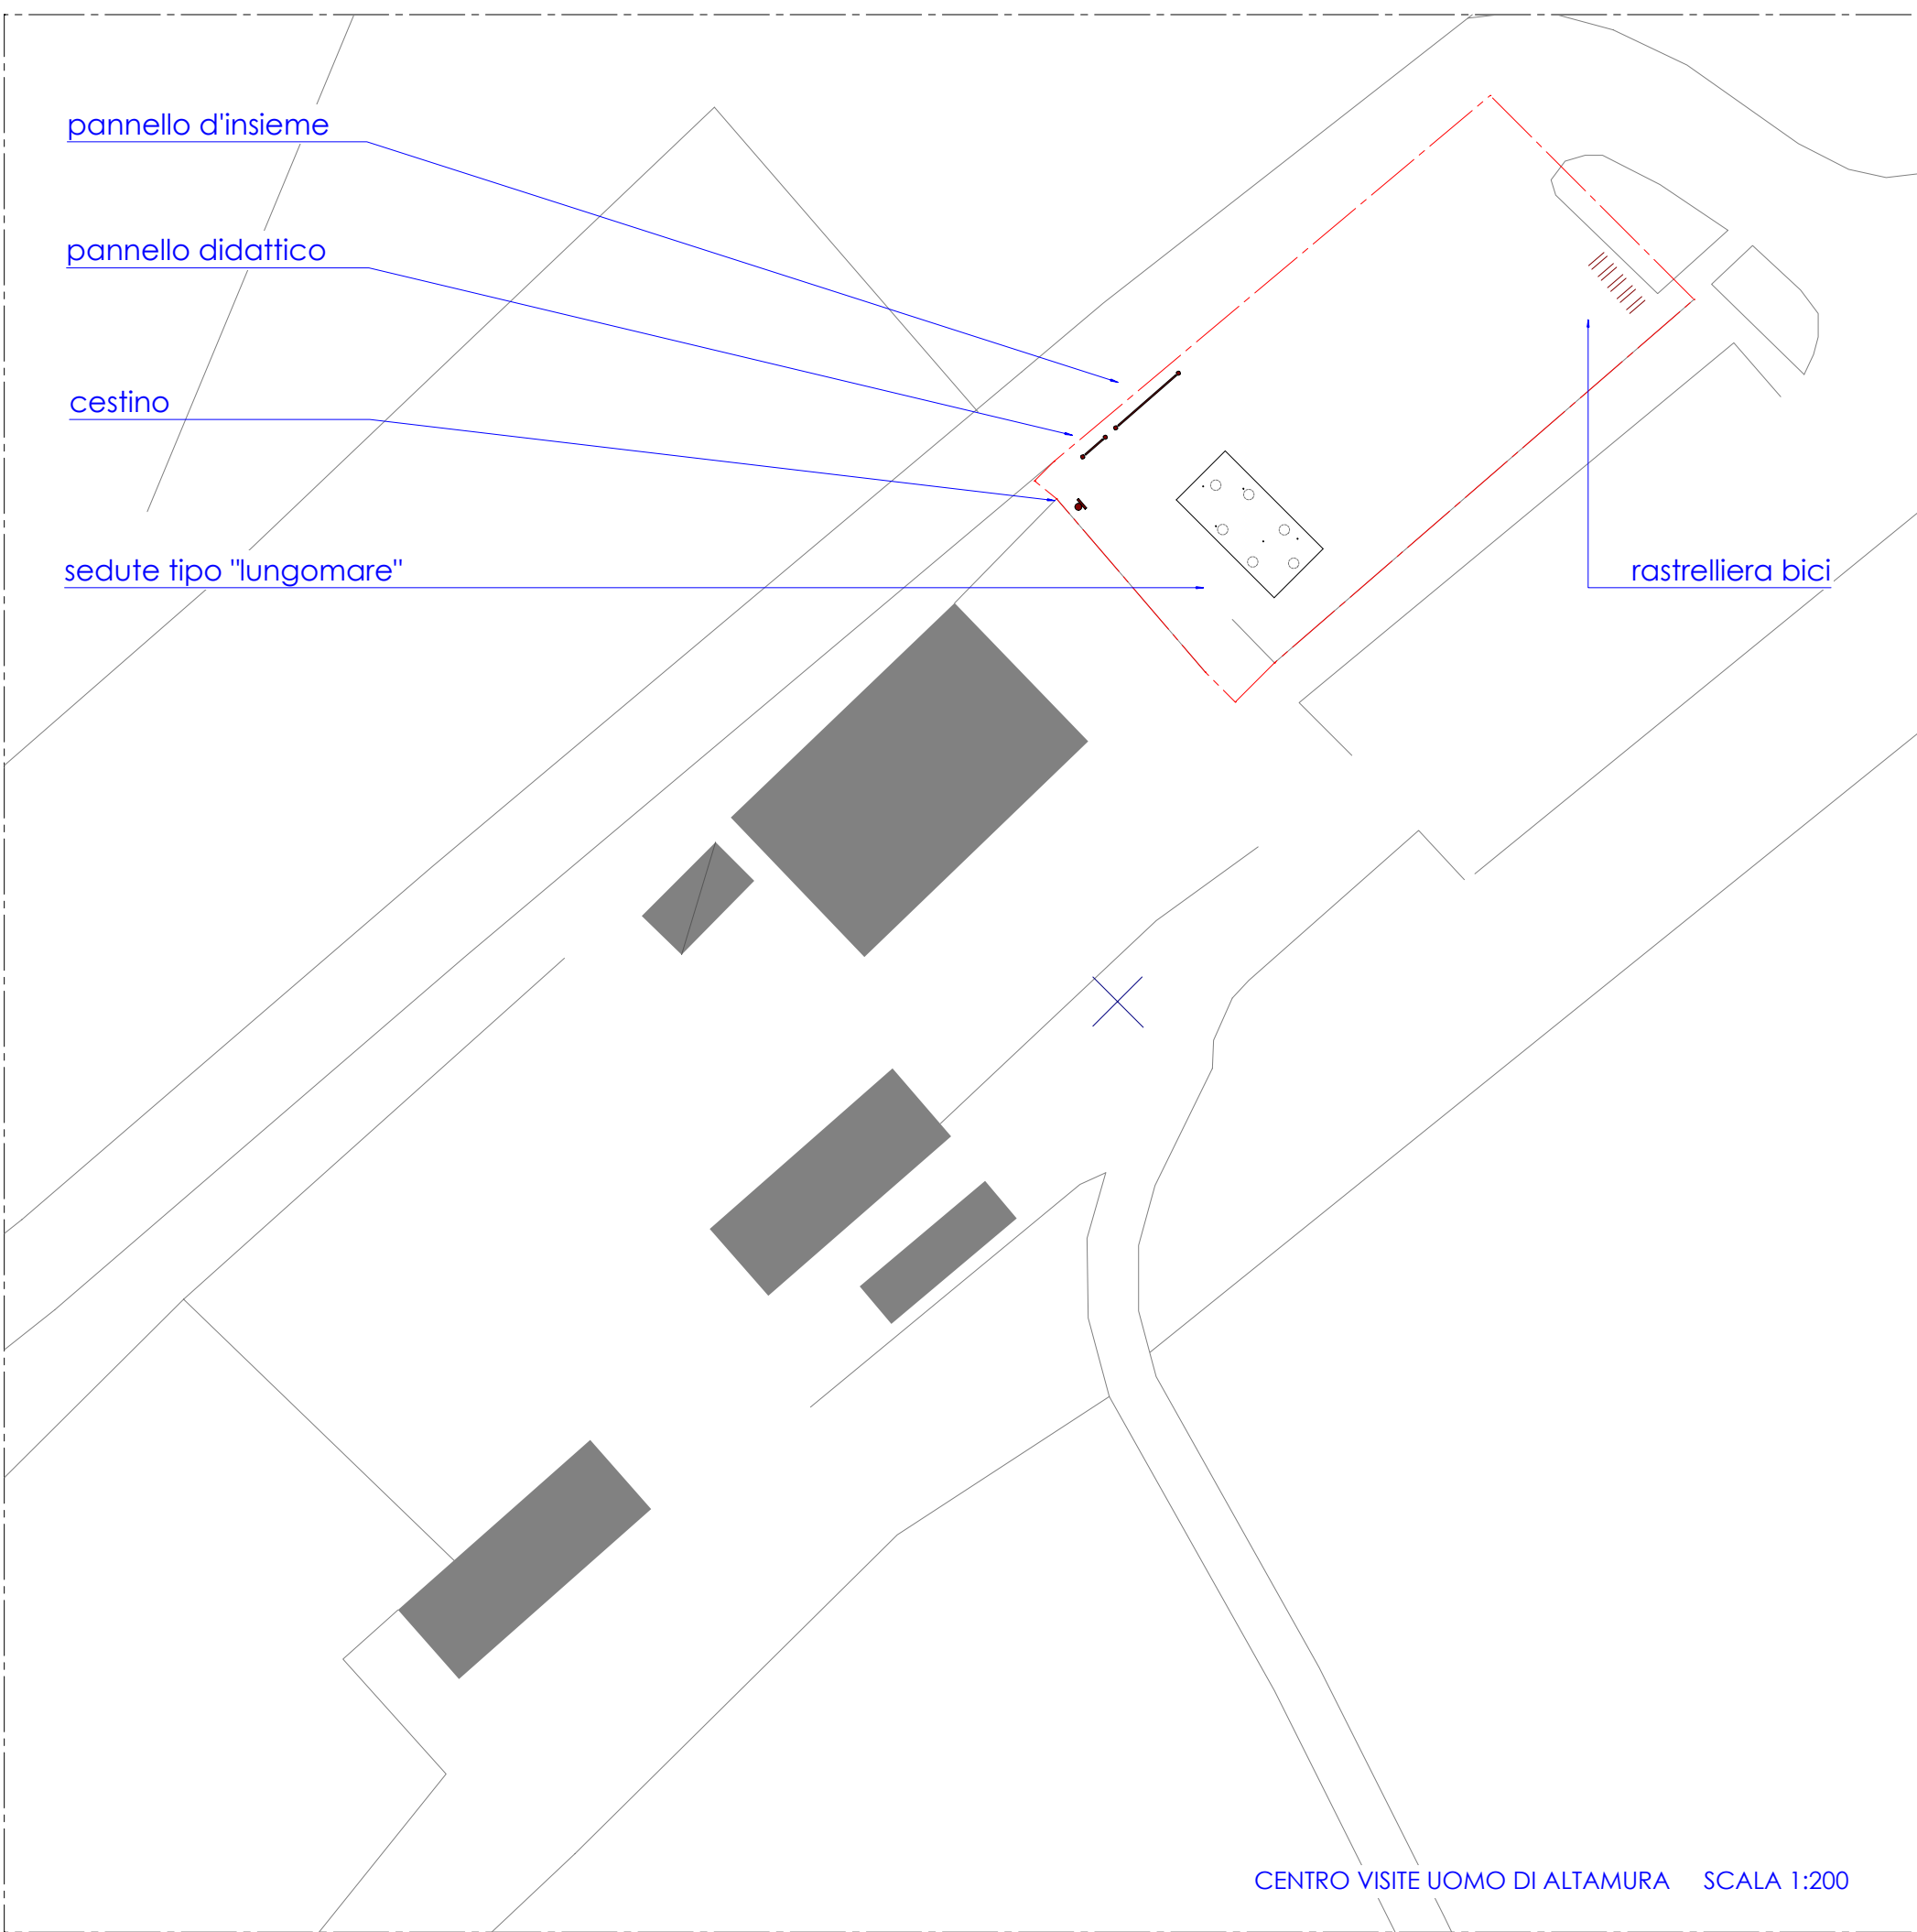 pannello d'insieme
pannello didattico
cestino
sedute tipo "lungomare"
rastrelliera bici
CENTRO VISITE UOMO DI ALTAMURA SCALA 1:200